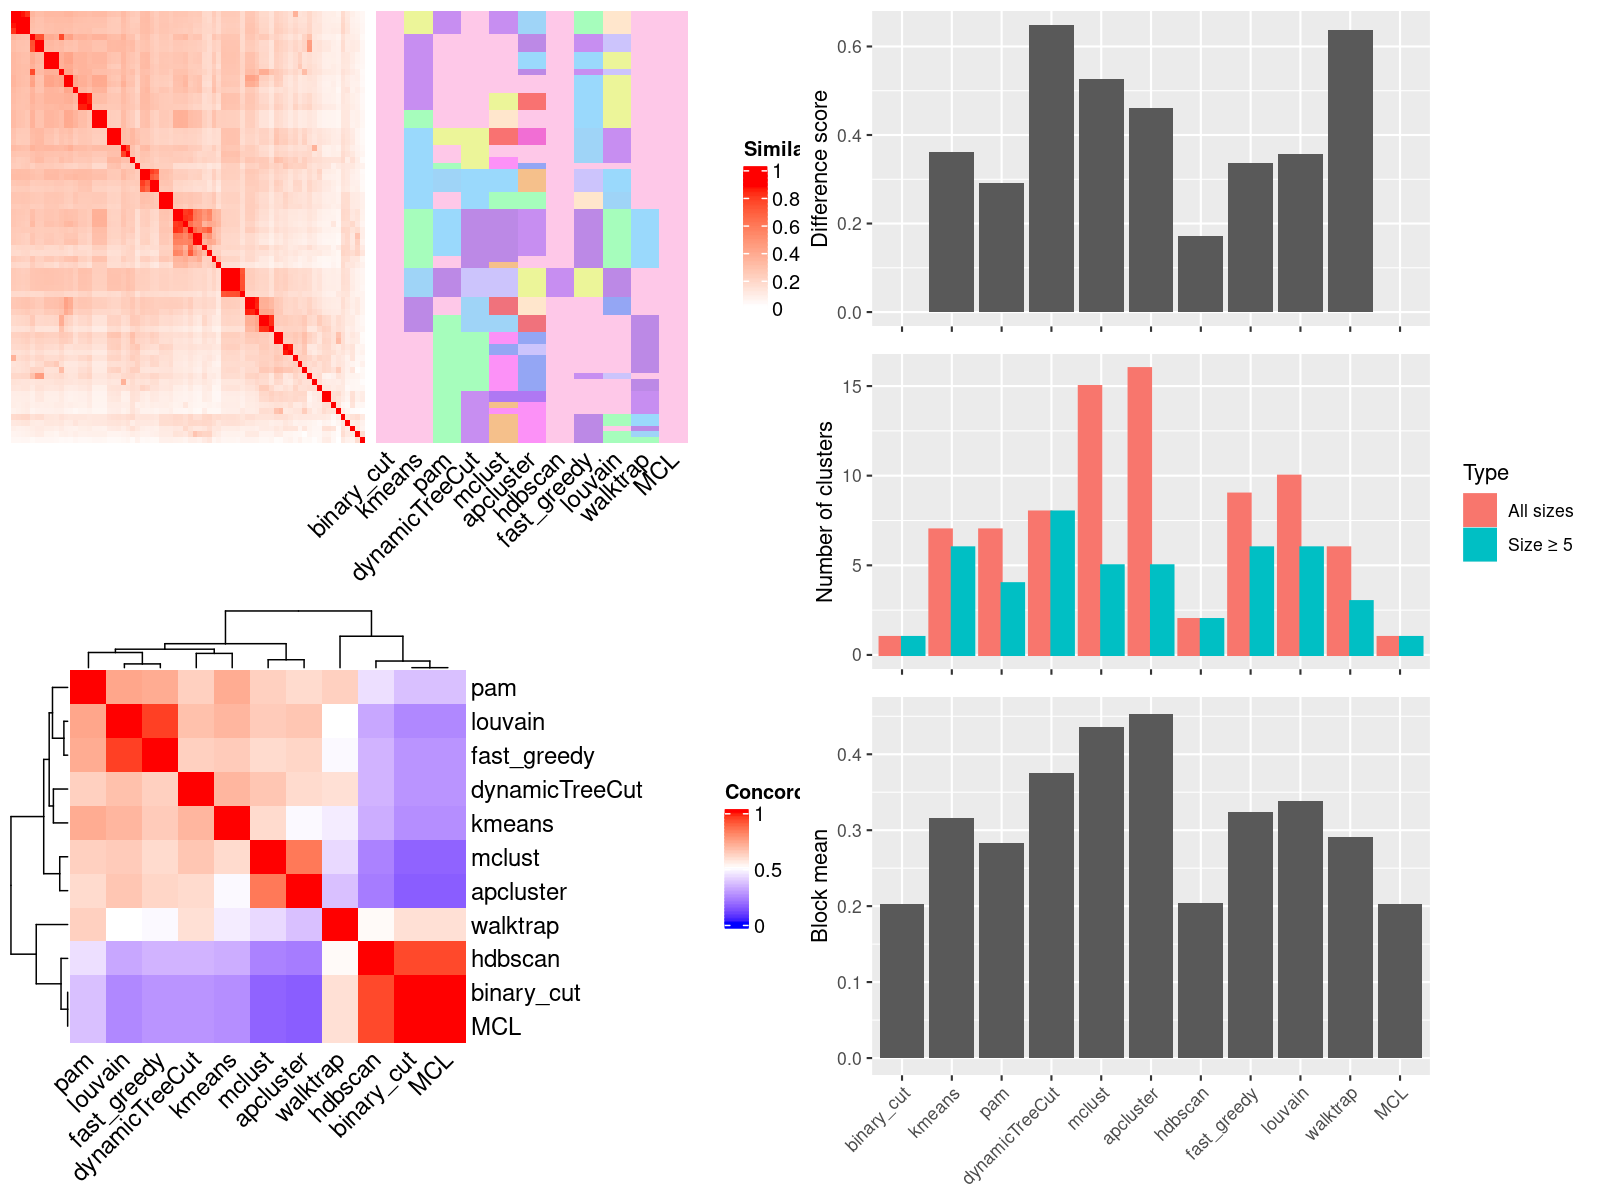 Simila
1
0.8
0.6
0.4
0.2
0
binary_cut
kmeans
pam
dynamicTreeCut
mclust
apcluster
hdbscan
fast_greedy
louvain
walktrap
MCL
pam
louvain
fast_greedy
dynamicTreeCut
kmeans
mclust
apcluster
walktrap
hdbscan
binary_cut
MCL
Concord
1
0.5
0
pam
louvain
fast_greedy
dynamicTreeCut
kmeans
mclust
apcluster
walktrap
hdbscan
binary_cut
MCL
Difference score
0.6
0.4
0.2
0.0
Number of clusters
15
10
5
0
Type
All sizes
Size ≥ 5
Block mean
0.4
0.3
0.2
0.1
0.0
binary_cut
kmeans
pam
dynamicTreeCut
mclust
apcluster
hdbscan
fast_greedy
louvain
walktrap
MCL